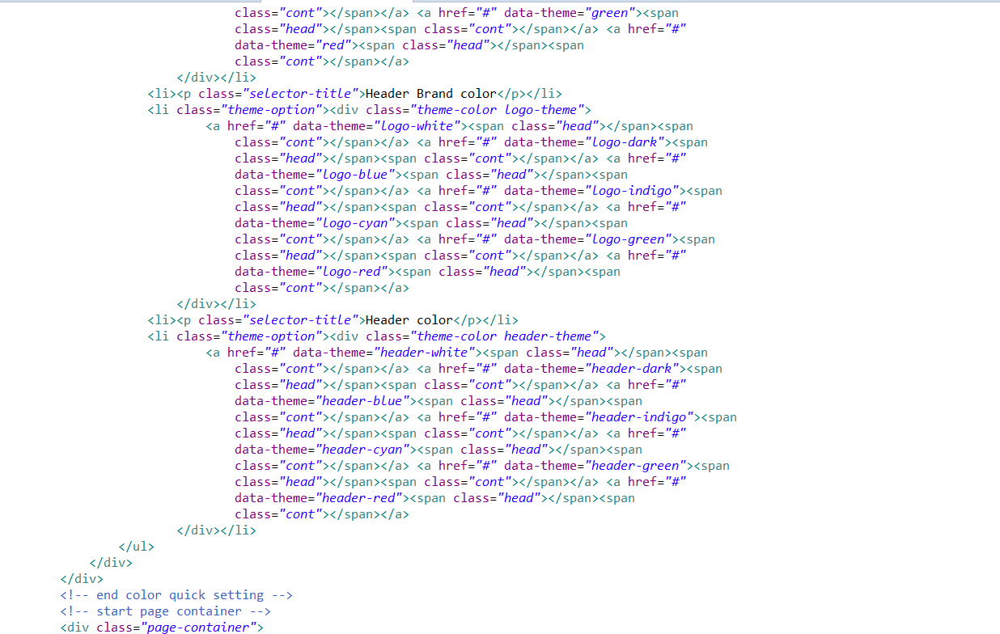 class="cont"></span></a> <a href="#" data-theme="green"><span
class="head"></span><span class="cont"></span></a> <a href="#"
data-theme="red"><span class="head"></span><span
class="cont"></span></a>
</div></li>
<li><p class="selector-title">Header Brand color</p></li>
<li class="theme-option"><div class="theme-color logo-theme">
<a href="#" data-theme="logo-white"><span class="head"></span><span
class="cont"></span></a> <a href="#" data-theme="logo-dark"><span
class="head"></span><span class="cont"></span></a> <a href="#"
data-theme="logo-blue"><span class="head"></span><span
class="cont"></span></a> <a href="#" data-theme="logo-indigo"><span
class="head"></span><span class="cont"></span></a> <a href="#"
data-theme="logo-cyan"><span class="head"></span><span
class="cont"></span></a> <a href="#" data-theme="logo-green"><span
class="head"></span><span class="cont"></span></a> <a href="#"
data-theme="logo-red"><span class="head"></span><span
class="cont"></span></a>
</div></li>
<li><p class="selector-title">Header color</p></li>
<li class="theme-option"><div class="theme-color header-theme">
<a href="#" data-theme="header-white"><span class="head"></span><span
class="cont"></span></a> <a href="#" data-theme="header-dark"><span
class="head"></span><span class="cont"></span></a> <a href="#"
data-theme="header-blue"><span class="head"></span><span
class="cont"></span></a> <a href="#" data-theme="header-indigo"><span
class="head"></span><span class="cont"></span></a> <a href="#"
data-theme="header-cyan"><span class="head"></span><span
class="cont"></span></a> <a href="#" data-theme="header-green"><span
class="head"></span><span class="cont"></span></a> <a href="#"
data-theme="header-red"><span class="head"></span><span
class="cont"></span></a>
</div></li>
</ul>
</div>
</div>
<!-- end color quick setting -->
<!-- start page container -->
<div class="page-container">